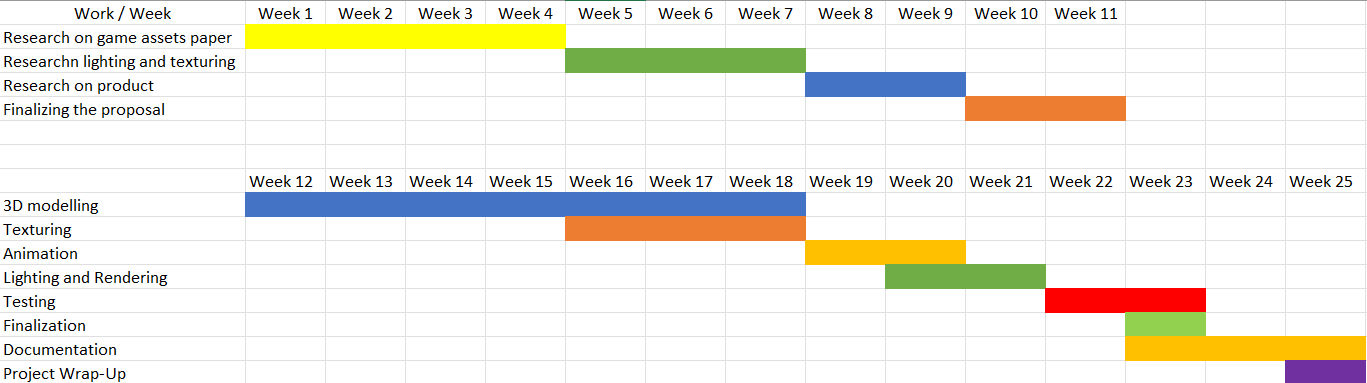 Work / Week Week 1 Week 2 Week 3 Week 4 Week 5 Week 6 Week 7 Week 8 Week 9 Week 10 Week 11
Research on game assets paper
Researchn lighting and texturing
Research on product
Finalizing the proposal
Week 12 Week 13 Week 14 Week 15 Week 16 Week 17 Week 18 Week 19 Week 20 Week 21 Week 22 Week 23 Week 24 Week 25
3D modelling
Texturing
Animation
Lighting and Rendering
Testing
Finalization
Documentation
Project Wrap-Up